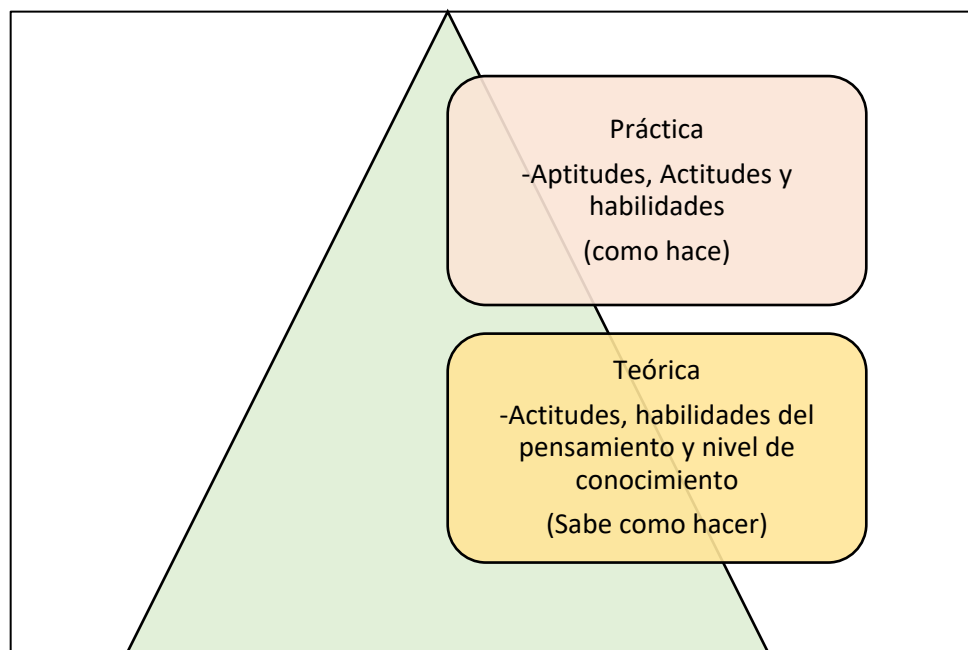 Práctica
-Aptitudes, Actitudes y
habilidades
(como hace)
Teórica
-Actitudes, habilidades del
pensamiento y nivel de
conocimiento
(Sabe como hacer)